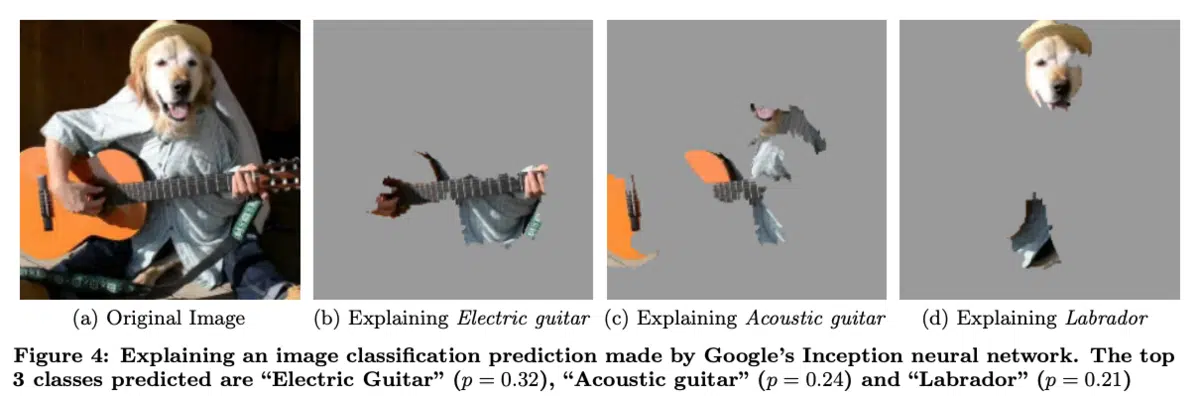 (a) Original Image
(b) Explaining Electric guitar
(c) Explaining Acoustic guitar
(d) Explaining Labrador
Figure 4: Explaining an image classification prediction made by Google's Inception neural network. The top
3 classes predicted are “Electric Guitar” (p = 0.32), “Acoustic guitar” (p = 0.24) and “Labrador” (p = 0.21)